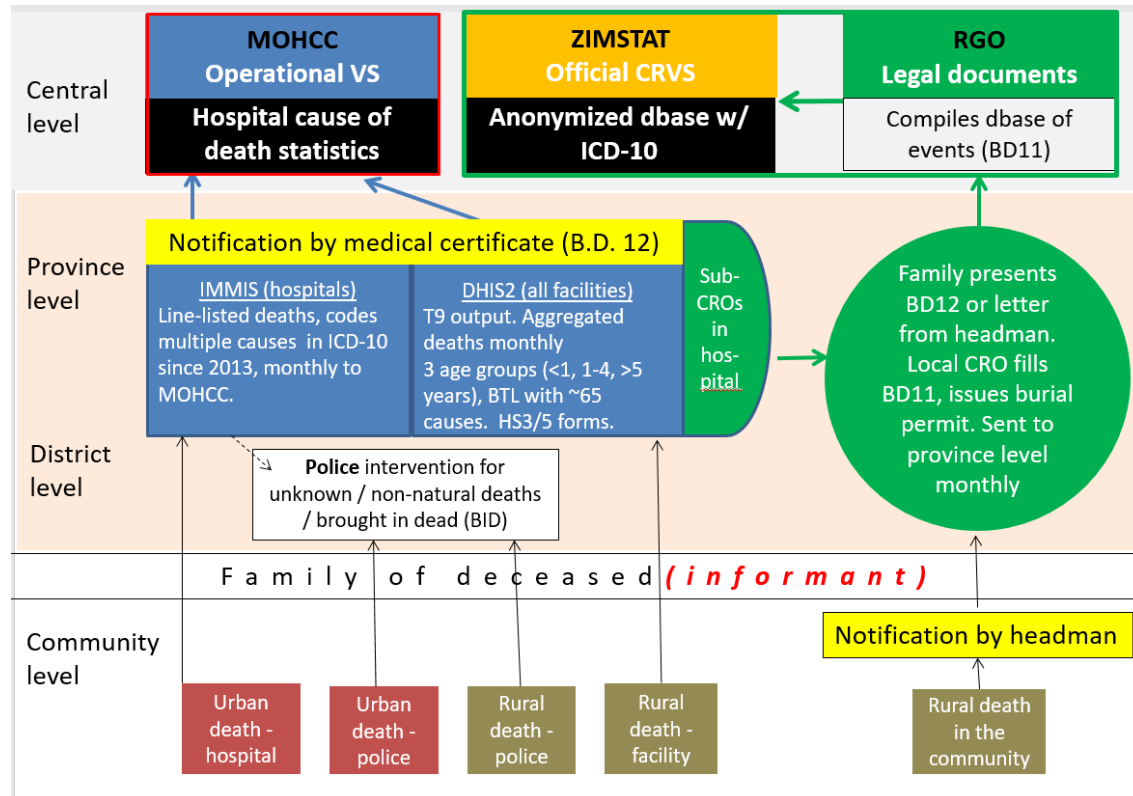 Central
level
MOHCC
Operational VS
Hospital cause of
death statistics
ZIMSTAT
Official CRVS
Anonymized dbase w/
ICD-10
RGO
Legal documents
Compiles dbase of
events (BD11)
Province
level
District
level
Notification by medical certificate (B.D. 12)
IMMIS (hospitals)
Line-listed deaths, codes
multiple causes in ICD-10
since 2013, monthly to
MOHCC.
DHIS2 (all facilities)
T9 output. Aggregated
deaths monthly
3 age groups (<1, 1-4, >5
years), BTL with ~65
causes. HS3/5 forms.
Sub-
CROs
in
hos-
pital
Family presents
BD12 or letter
from headman.
Local CRO fills
BD11, issues burial
permit. Sent to
province level
monthly
Police intervention for
unknown / non-natural deaths
/ brought in dead (BID)
Family of deceased (informant)
Community
level
Notification by headman
Urban
death -
hospital
Urban
death -
police
Rural
death -
police
Rural
death -
facility
Rural death
in the
community